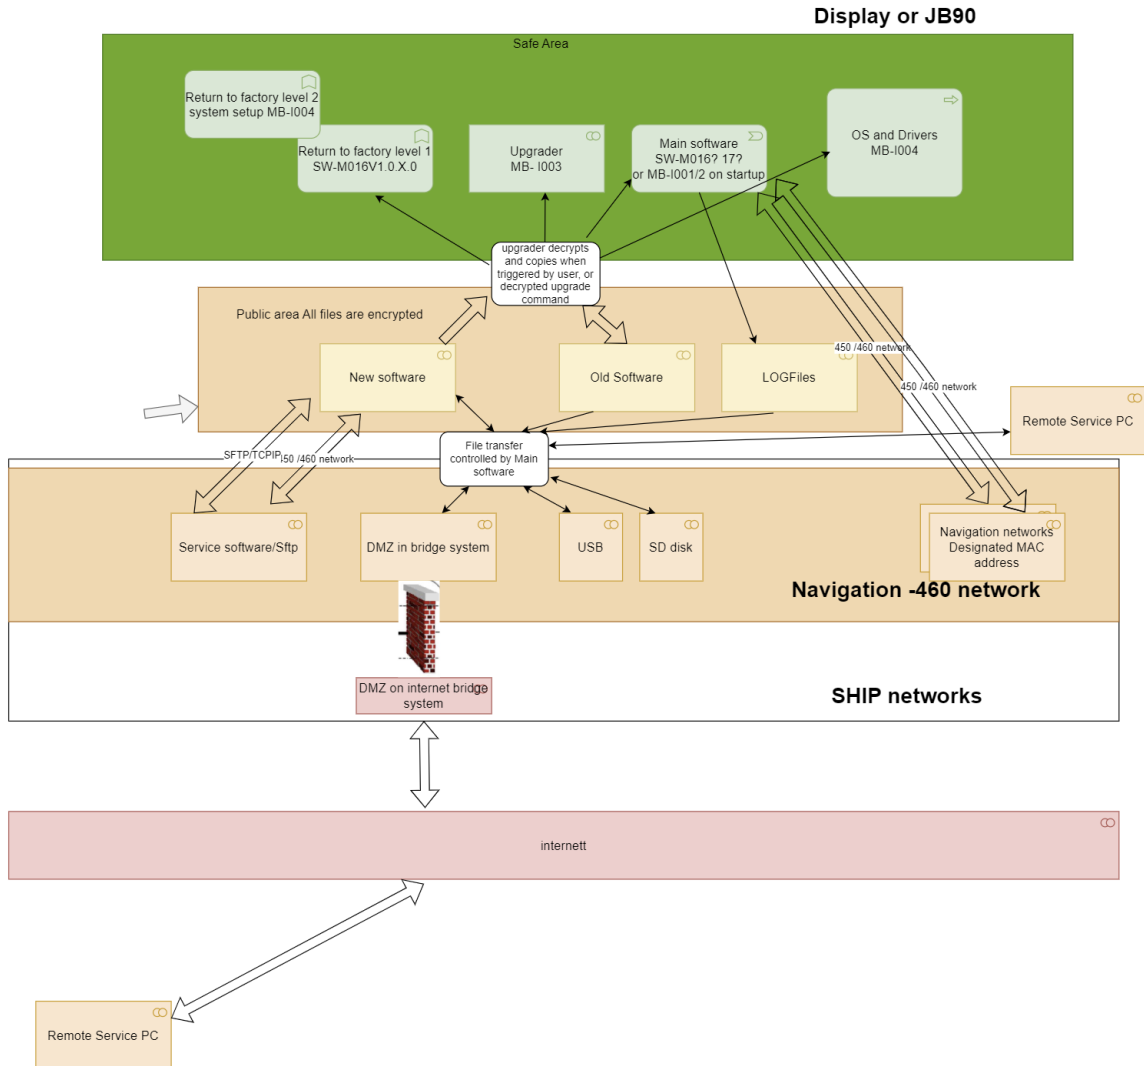 Display or JB90
Safe Area
Return to factory level 2
system setup MB-I004
Return to factory level 1
SW-M016V1.0.X.0
Upgrader
MB- I003
Main software
SW-M016? 17?
or MB-I001/2 on startup
OS and Drivers
MB-I004
upgrader decrypts
and copies when
triggered by user, or
decrypted upgrade
command
Public area All files are encrypted
New software
Old Software
LOGFiles
450 /460 network
450 /460 network
Remote Service PC
File transfer
controlled by Main
software
SFTP/TCPIP
450 /460 network
Service software/Sftp
DMZ in bridge system
USB
SD disk
Navigation networks
Designated MAC
address
Navigation -460 network
DMZ on internet bridge
system
SHIP networks
internett
Remote Service PC